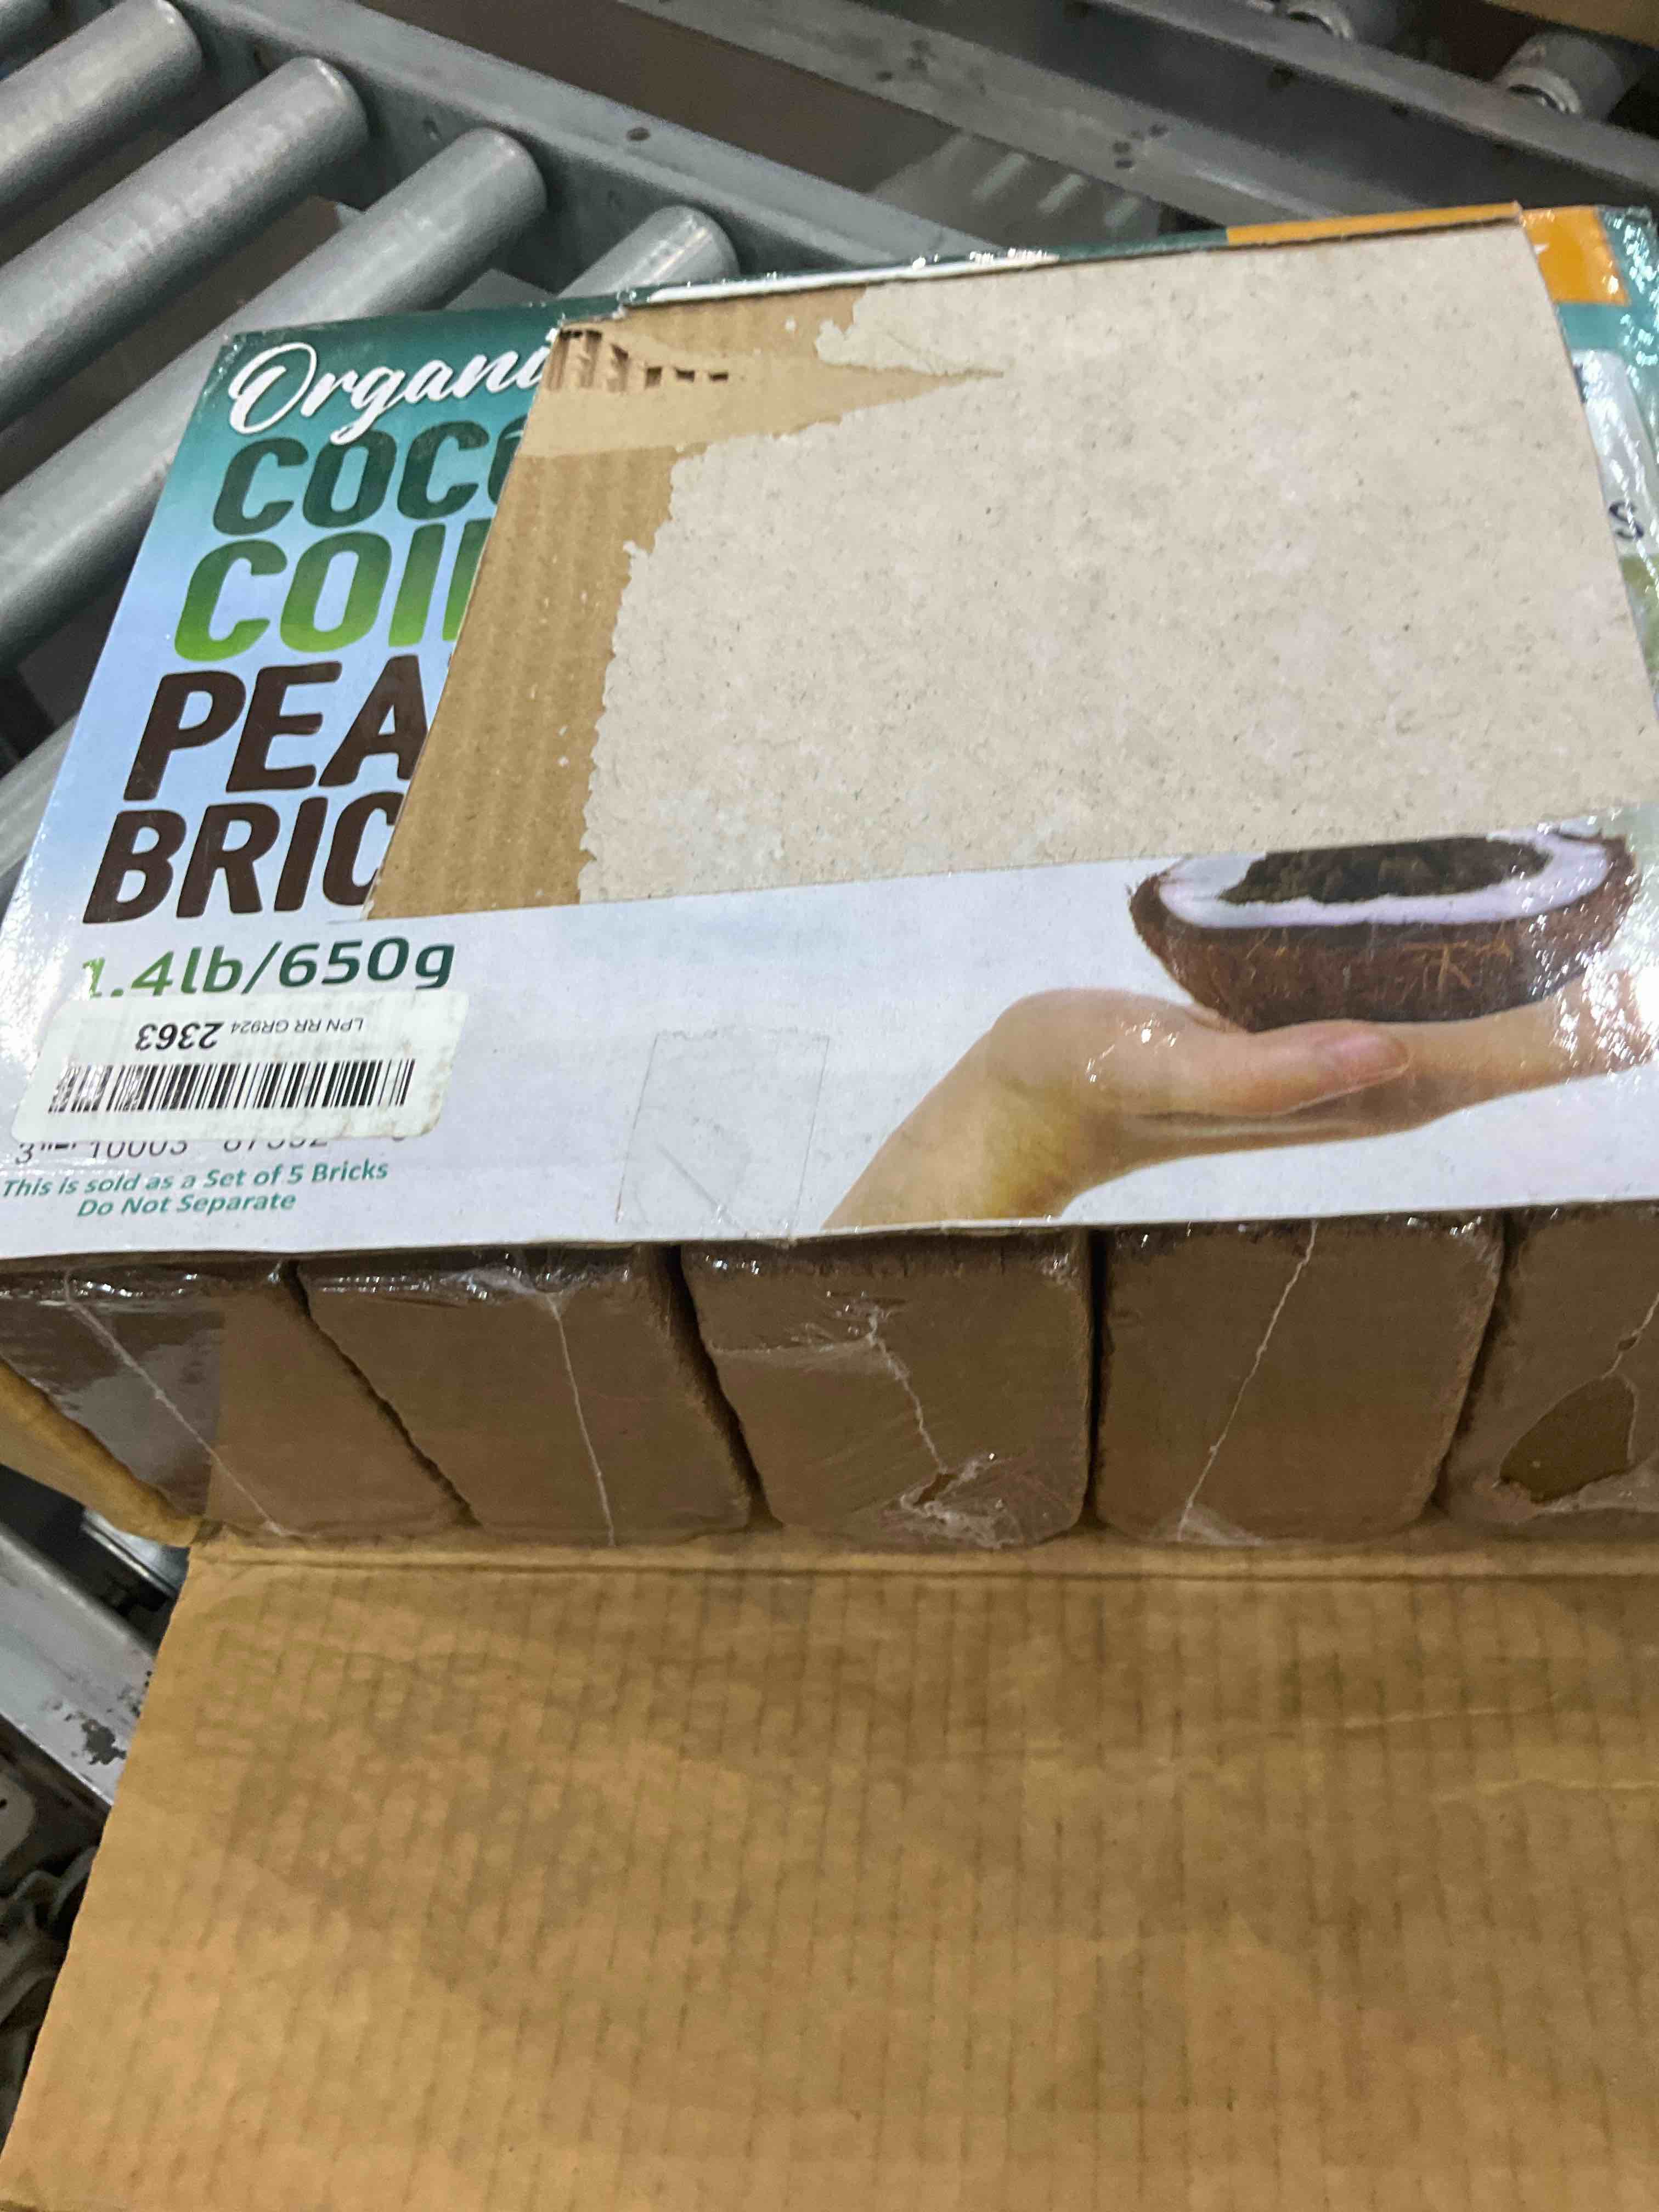 Organi
COCO
COI
PEA
BRIC
1.4lb/650g
LPN RR GR924 2363
This is sold as a Set of 5 Bricks
Do Not Separate
S